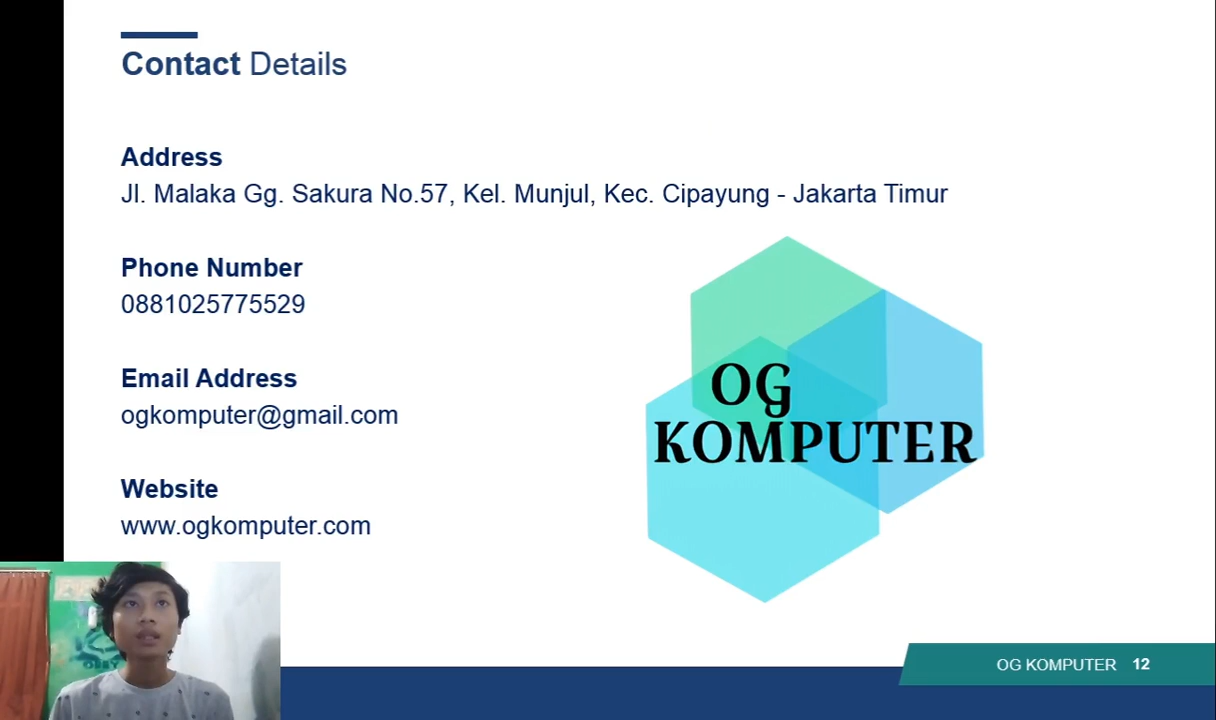 Contact Details
Address
Jl. Malaka Gg. Sakura No.57, Kel. Munjul, Kec. Cipayung - Jakarta Timur
Phone Number
0881025775529
Email Address
ogkomputer@gmail.com
Website
www.ogkomputer.com
OG
KOMPUTER
OBEY
OG KOMPUTER 12